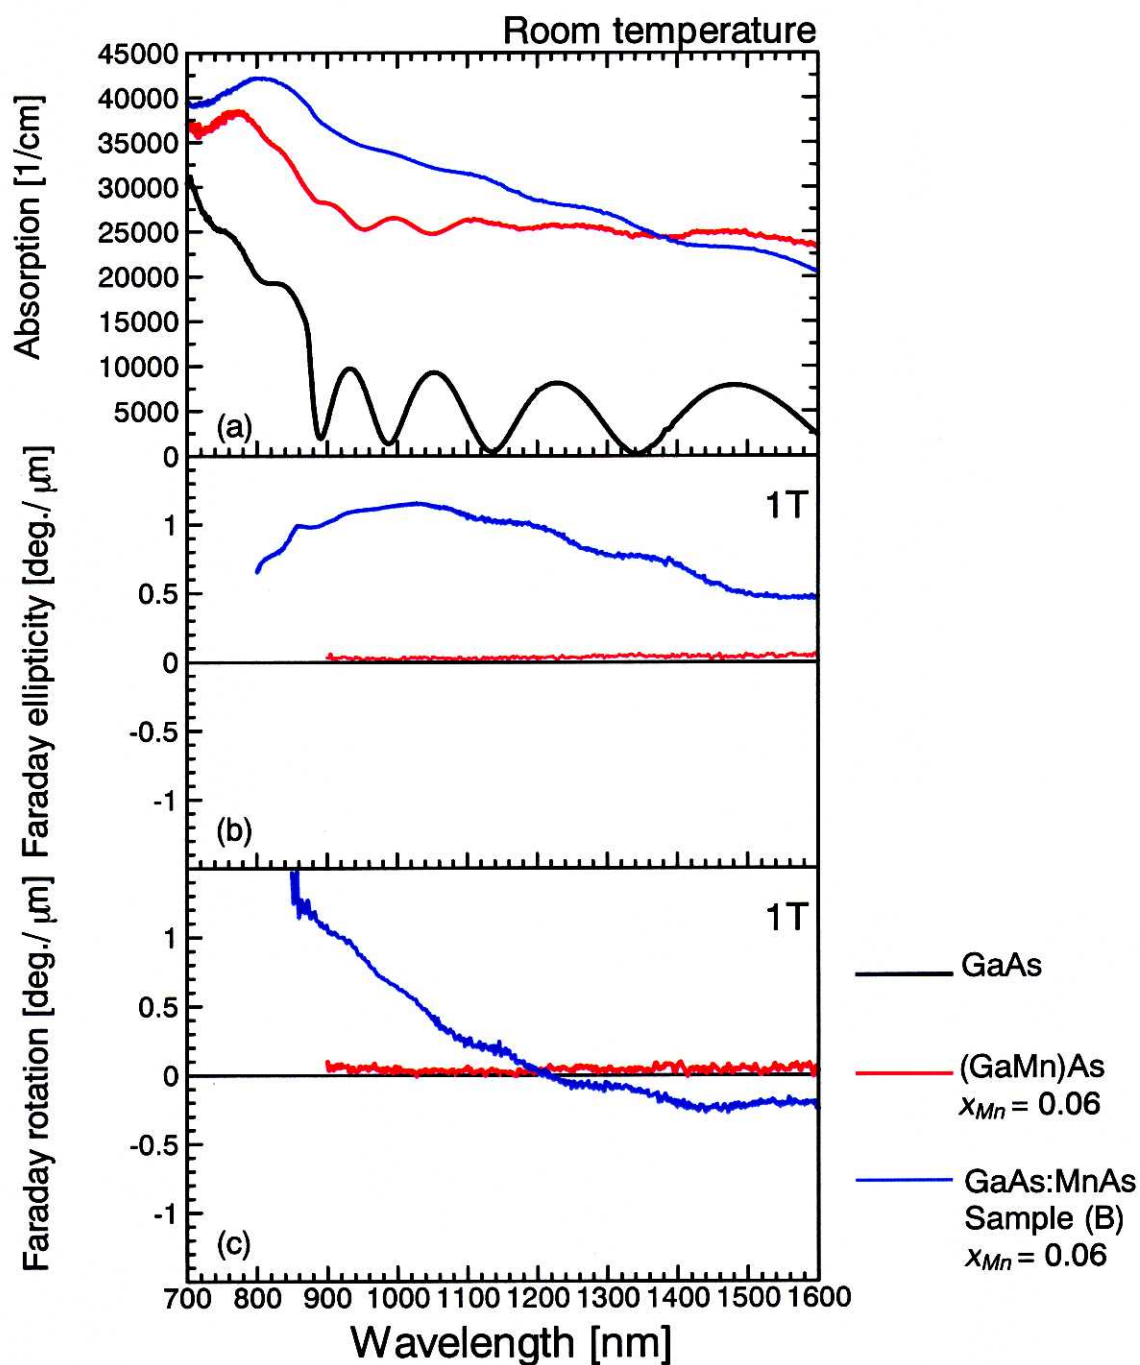 Room temperature
Absorption [1/cm]
45000
40000
35000
30000
25000
20000
15000
10000
5000
0
(a)
Faraday ellipticity [deg./ μm]
1
0.5
0
-0.5
-1
1T
(b)
Faraday rotation [deg./ μm]
1
0.5
0
-0.5
-1
1T
(c)
700 800 900 1000 1100 1200 1300 1400 1500 1600
Wavelength [nm]
GaAs
(GaMn)As
xMn = 0.06
GaAs:MnAs
Sample (B)
xMn = 0.06